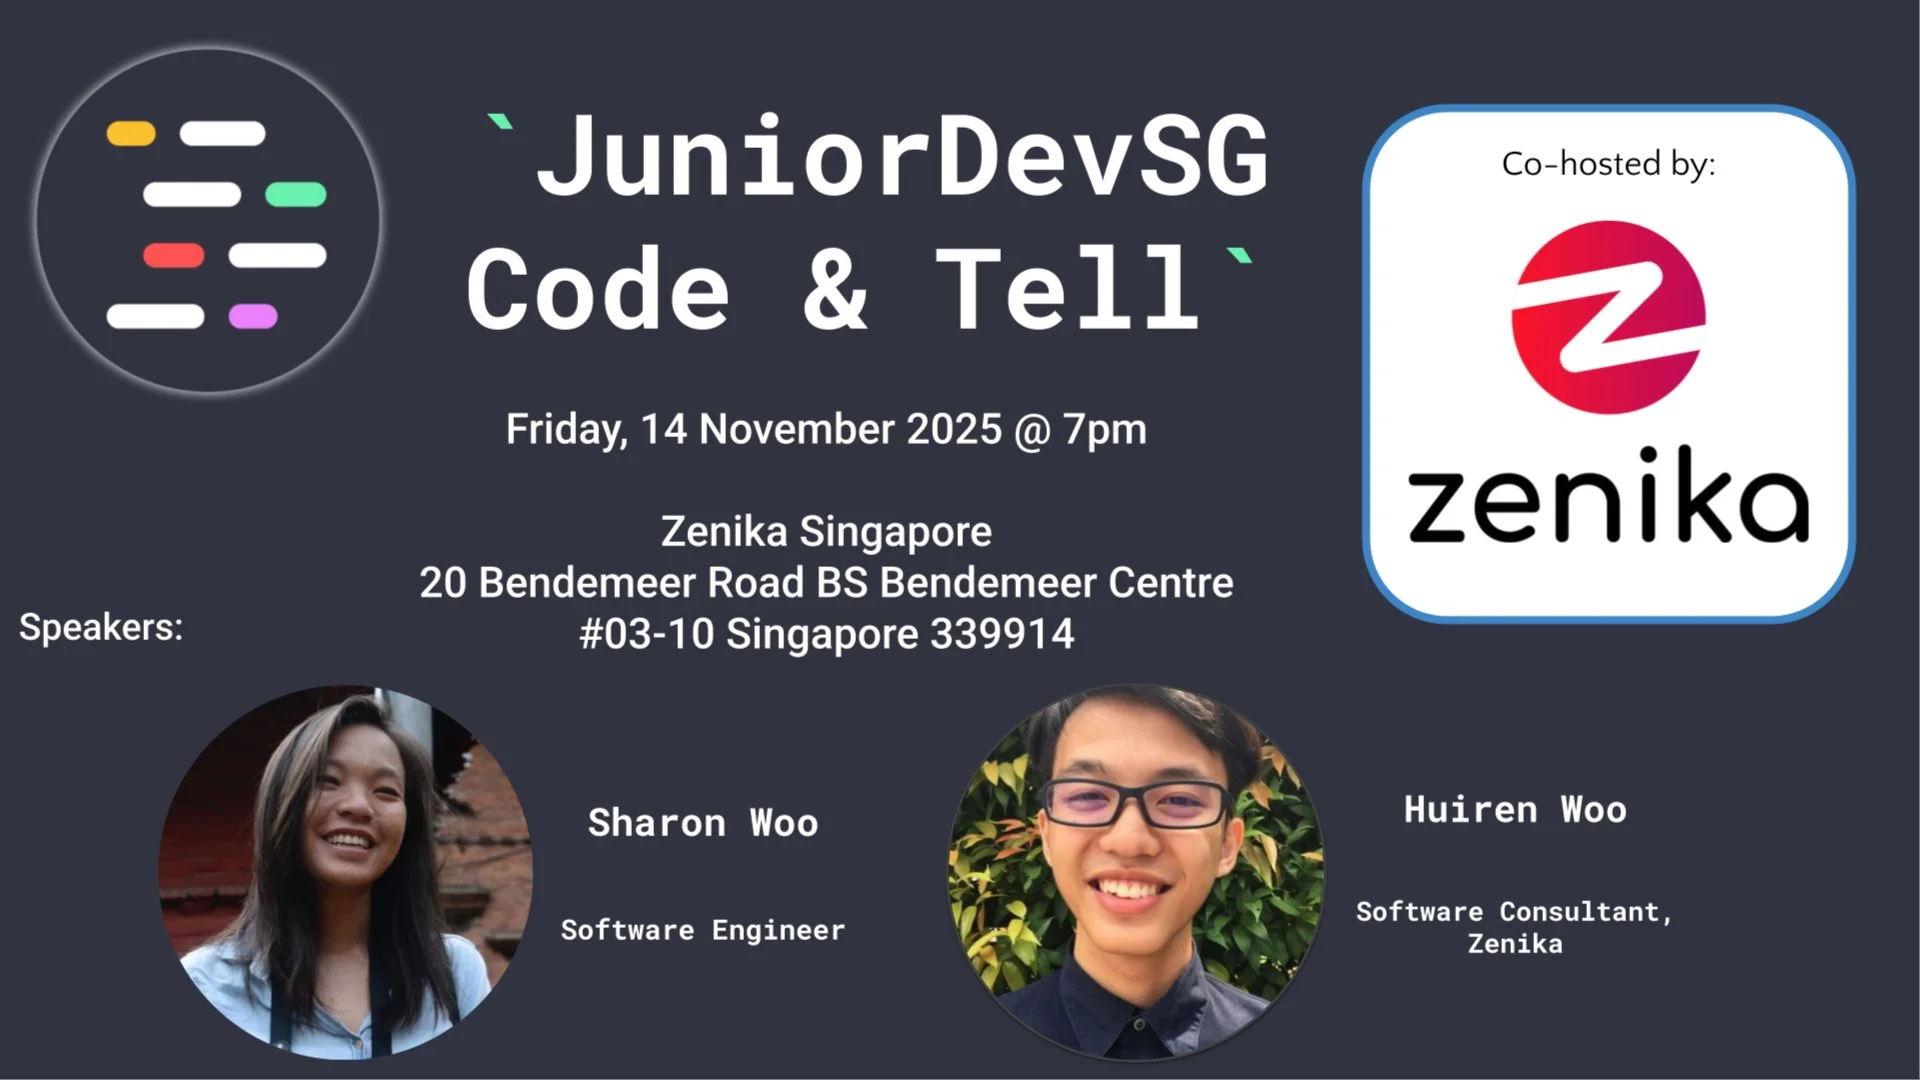 `JuniorDevSG
Code & Tell`
Friday, 14 November 2025 @ 7pm
Zenika Singapore
20 Bendemeer Road BS Bendemeer Centre
#03-10 Singapore 339914
Co-hosted by:
zenika
Speakers:
Sharon Woo
Software Engineer
Huiren Woo
Software Consultant,
Zenika